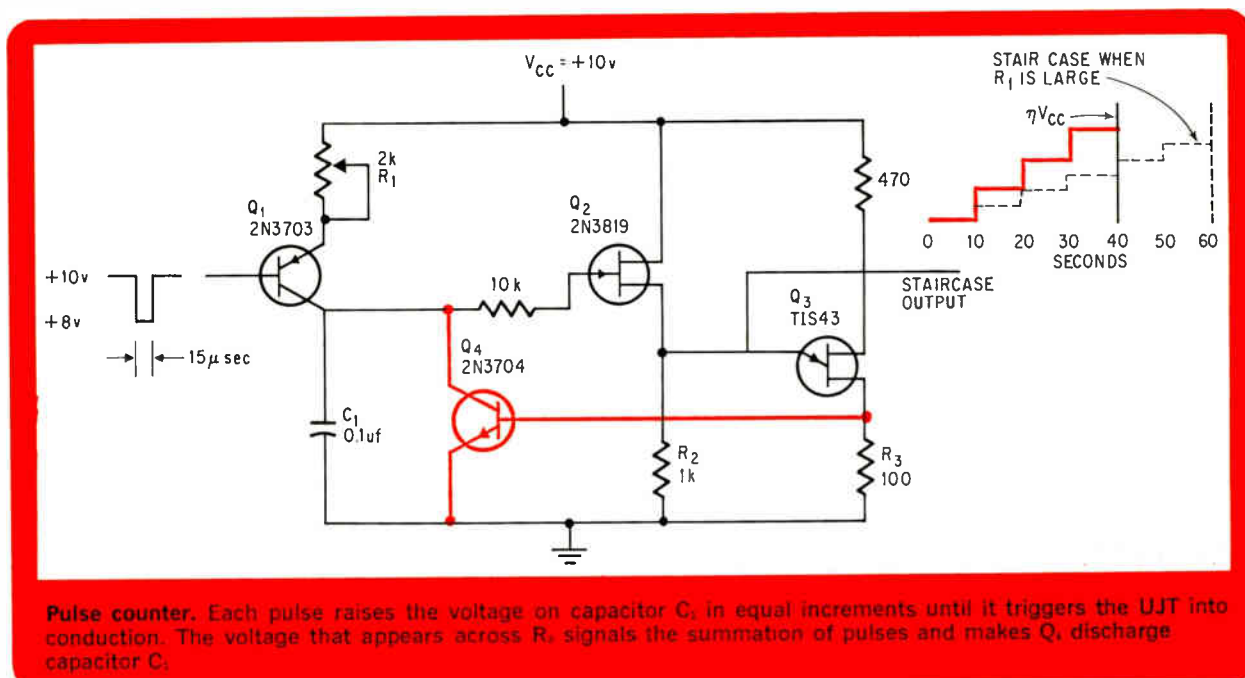 V_CC = +10v
STAIR CASE WHEN
R₁ IS LARGE
ηV_CC
2k
R₁
470
Q₁
2N3703
Q₂
2N3819
0 10 20 30 40 50 60
SECONDS
+10v
+8v
10k
STAIRCASE
OUTPUT
Q₃
TIS43
15μ sec
Q₄
2N3704
C₁
0.1uf
R₂
1k
R₃
100
Pulse counter. Each pulse raises the voltage on capacitor C₁ in equal increments until it triggers the UJT into
conduction. The voltage that appears across R₃ signals the summation of pulses and makes Q₄ discharge
capacitor C₁